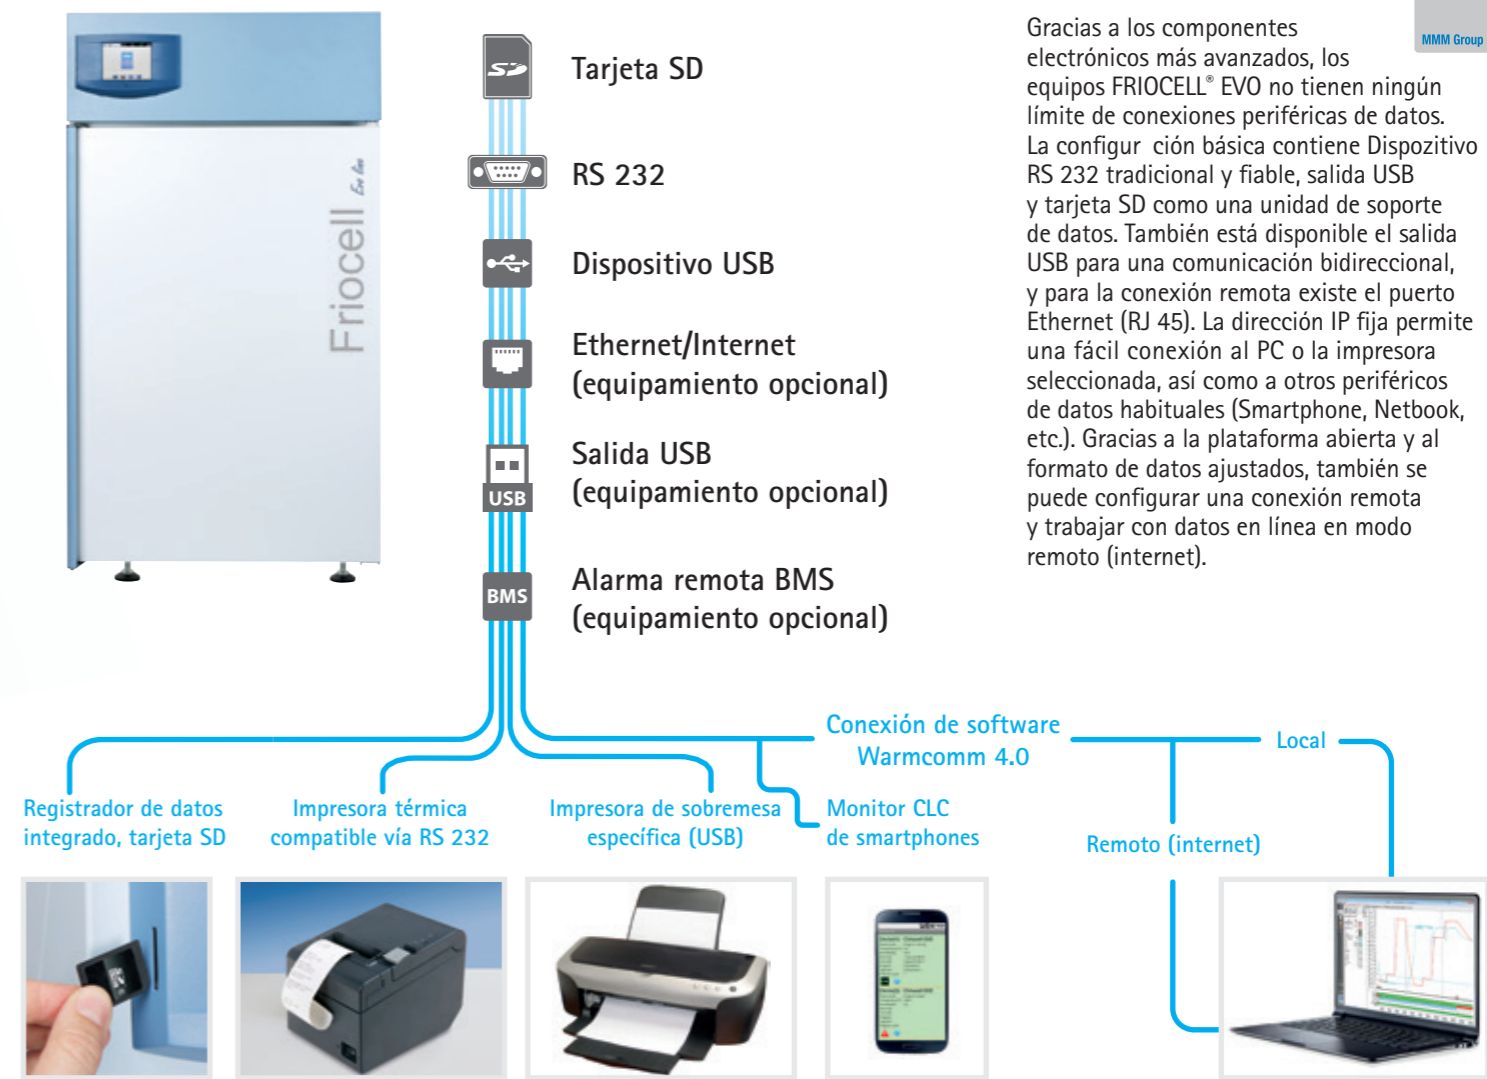 MMM Group
Friocell Evo line
Tarjeta SD
RS 232
Dispositivo USB
Ethernet/Internet
(equipamiento opcional)
Salida USB
(equipamiento opcional)
USB
Alarma remota BMS
(equipamiento opcional)
BMS
Gracias a los componentes
electrónicos más avanzados, los
equipos FRIOCELL® EVO no tienen ningún
límite de conexiones periféricas de datos.
La configur ción básica contiene Dispozitivo
RS 232 tradicional y fiable, salida USB
y tarjeta SD como una unidad de soporte
de datos. También está disponible el salida
USB para una comunicación bidireccional,
y para la conexión remota existe el puerto
Ethernet (RJ 45). La dirección IP fija permite
una fácil conexión al PC o la impresora
seleccionada, así como a otros periféricos
de datos habituales (Smartphone, Netbook,
etc.). Gracias a la plataforma abierta y al
formato de datos ajustados, también se
puede configurar una conexión remota
y trabajar con datos en línea en modo
remoto (internet).
Conexión de software
Warmcomm 4.0
Local
Registrador de datos
integrado, tarjeta SD
Impresora térmica
compatible vía RS 232
Impresora de sobremesa
específica (USB)
Monitor CLC
de smartphones
Remoto (internet)